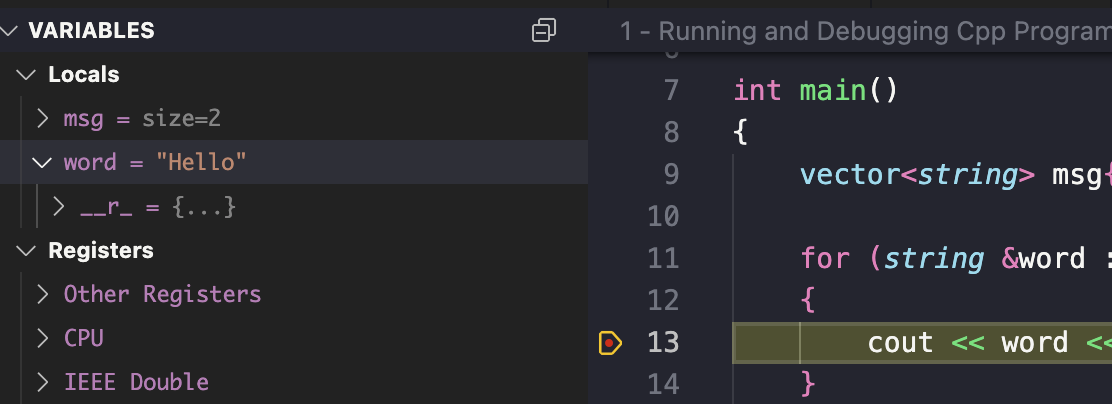 VARIABLES
Locals
msg = size=2
word = "Hello"
__r_ = {...}
Registers
Other Registers
CPU
IEEE Double
1 - Running and Debugging Cpp Program
7 int main()
8 {
9 vector<string> msg{
10
11 for (string &word :
12 {
13 cout << word <<
14 }